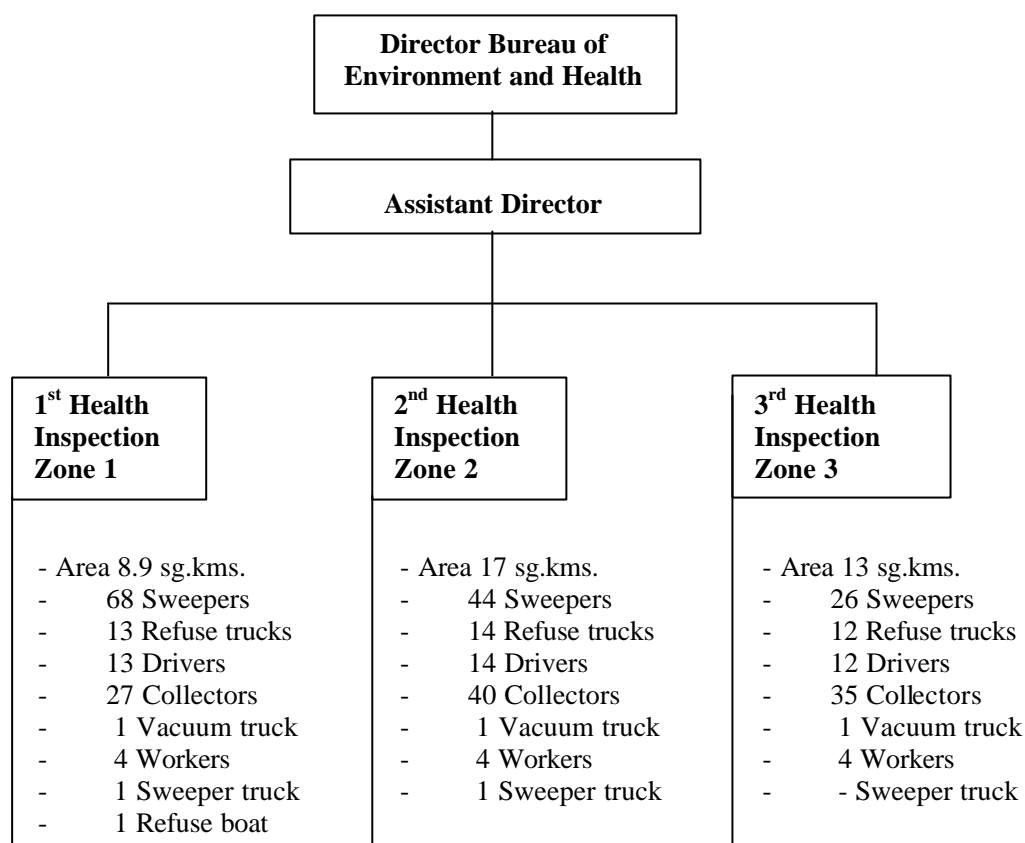 Director Bureau of
Environment and Health
Assistant Director
1st Health
Inspection
Zone 1
- Area 8.9 sg.kms.
- 68 Sweepers
- 13 Refuse trucks
- 13 Drivers
- 27 Collectors
- 1 Vacuum truck
- 4 Workers
- 1 Sweeper truck
- 1 Refuse boat
2nd Health
Inspection
Zone 2
- Area 17 sg.kms.
- 44 Sweepers
- 14 Refuse trucks
- 14 Drivers
- 40 Collectors
- 1 Vacuum truck
- 4 Workers
- 1 Sweeper truck
3rd Health
Inspection
Zone 3
- Area 13 sg.kms.
- 26 Sweepers
- 12 Refuse trucks
- 12 Drivers
- 35 Collectors
- 1 Vacuum truck
- 4 Workers
- - Sweeper truck